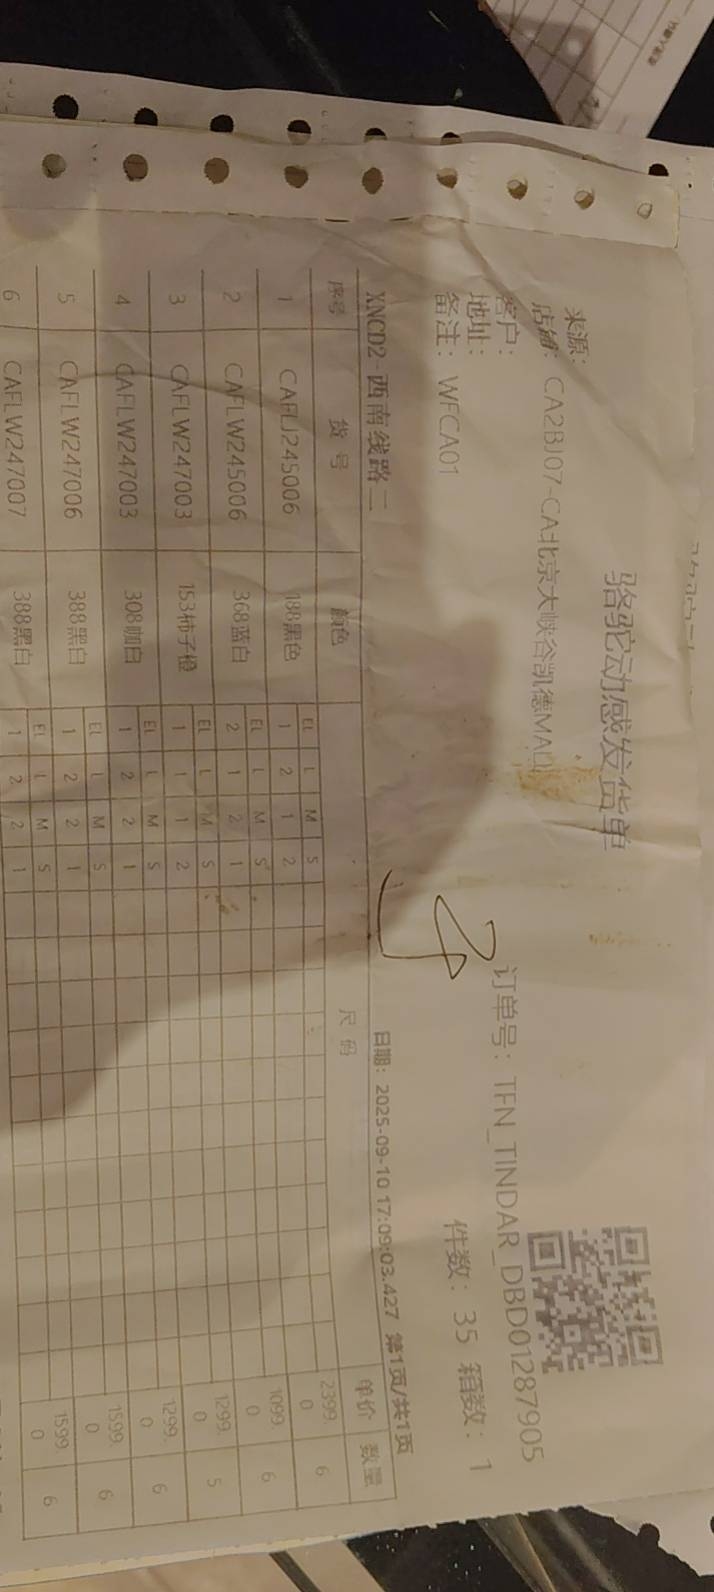 骆驼动感发货单
来源:
店铺: CA2BJ07-CA北京大峡谷凯德MALL
客户: 订单号: TFN_TINDAR_DBD01287905
地址:
备注: WFCA01 件数: 35 箱数: 1
XNCD2-西南线路二 日期: 2025-09-10 17:09:03.427 第1页/共1页
序号 货号 颜色 尺码 单价 数量
EL L M S
1 CAFLJ245006 188黑色 1 2 1 2 2399.0 6
EL L M S
2 CAFLW245006 368蓝白 2 1 2 1 1099.0 6
EL L M S
3 CAFLW247003 153柿子橙 1 1 1 2 1299.0 5
EL L M S
4 CAFLW247003 308咖白 1 2 2 1 1299.0 6
EL L M S
5 CAFLW247006 388黑白 1 2 2 1 1599.0 6
EL L M S
6 CAFLW247007 388黑白 1 2 2 1 1599.0 6